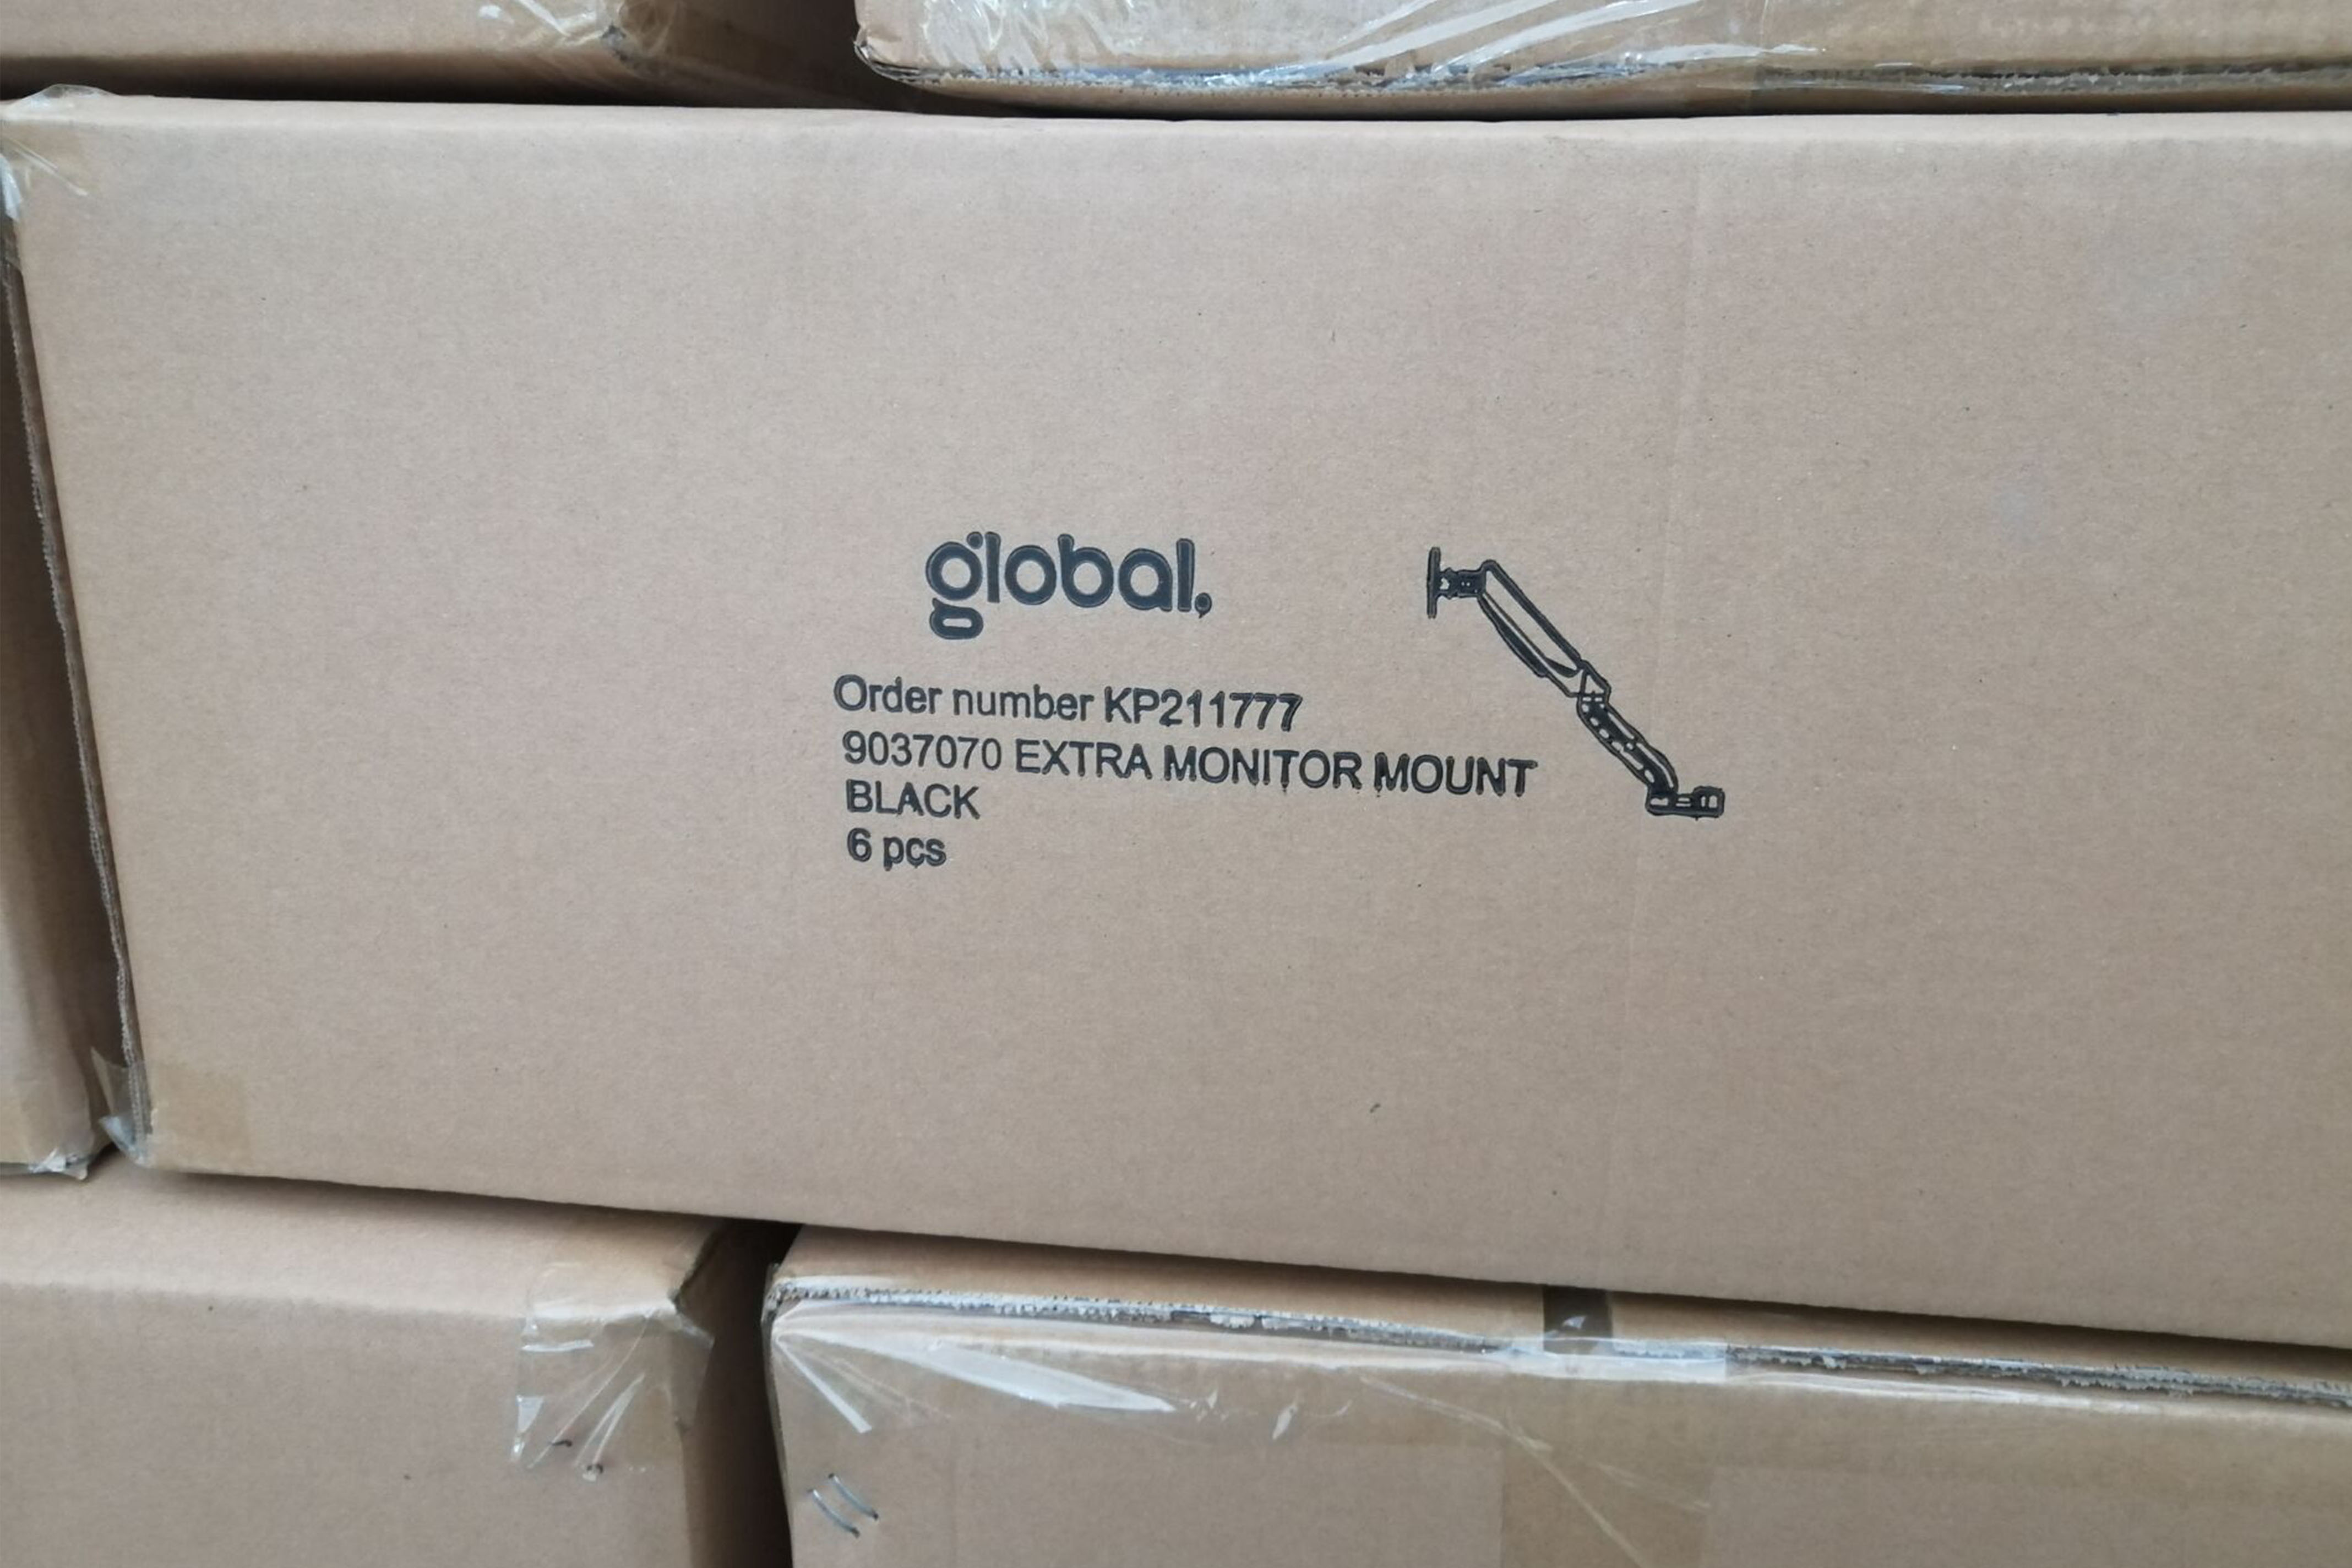 global.
Order number KP211777
9037070 EXTRA MONITOR MOUNT
BLACK
6 pcs